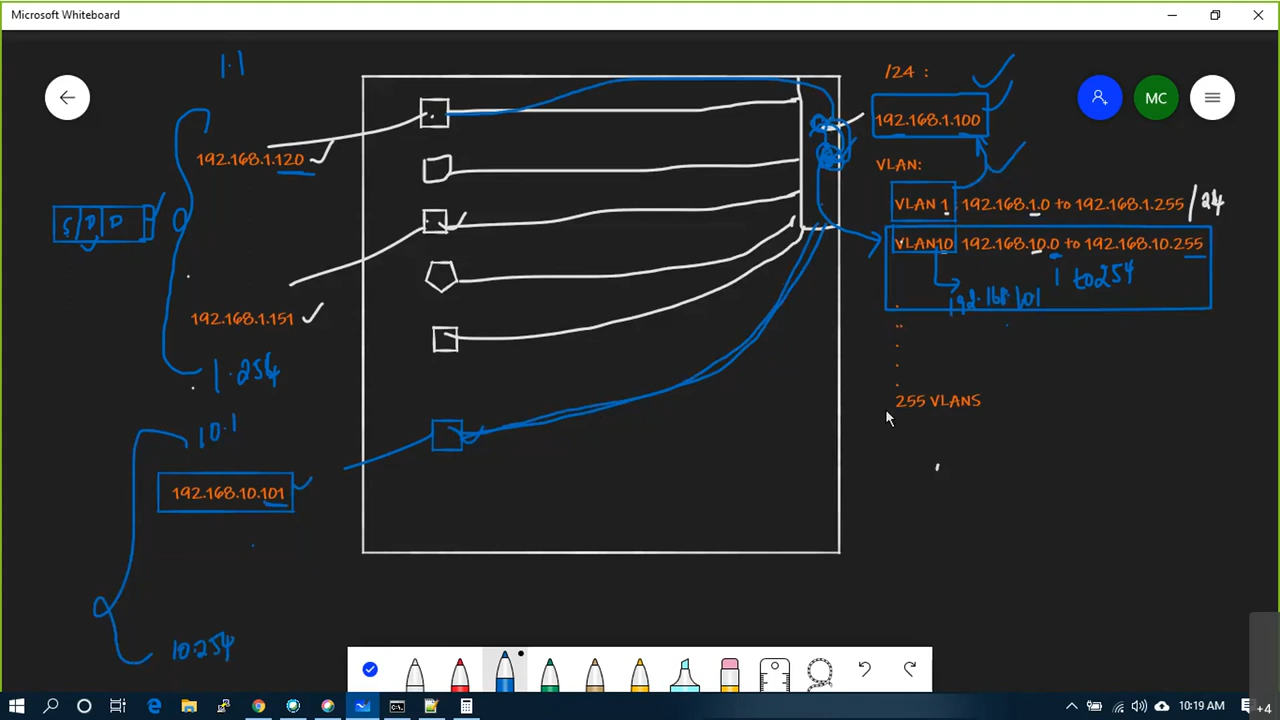 Microsoft Whiteboard
1.1
/24 :
MC
192.168.1.100
192.168.1.120
VLAN:
VLAN 1 192.168.1.0 to 192.168.1.255 /24
S D D
VLAN10 192.168.10.0 to 192.168.10.255
1 to 254
192.168.101
192.168.1.151
1.254
255 VLANS
10.1
192.168.10.101
10.254
10:19 AM
+4